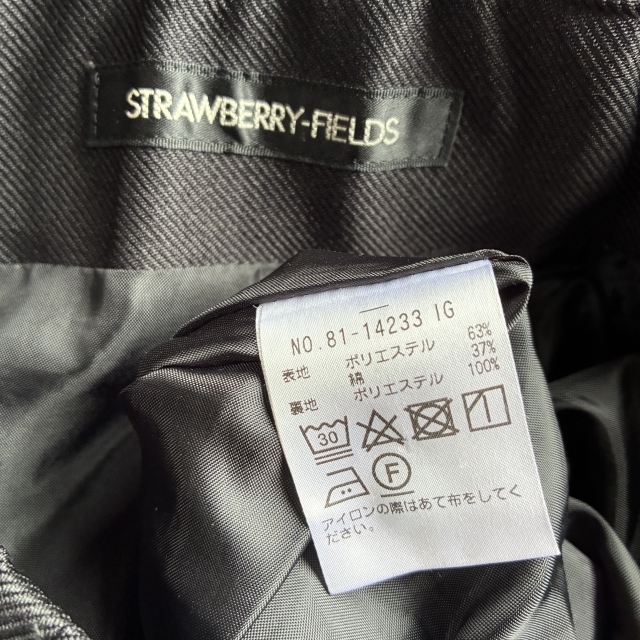 STRAWBERRY-FIELDS
NO.81-14233 IG
表地 ポリエステル 63%
綿 37%
裏地 ポリエステル 100%
30
F
アイロンの際はあて布をしてく
ださい。